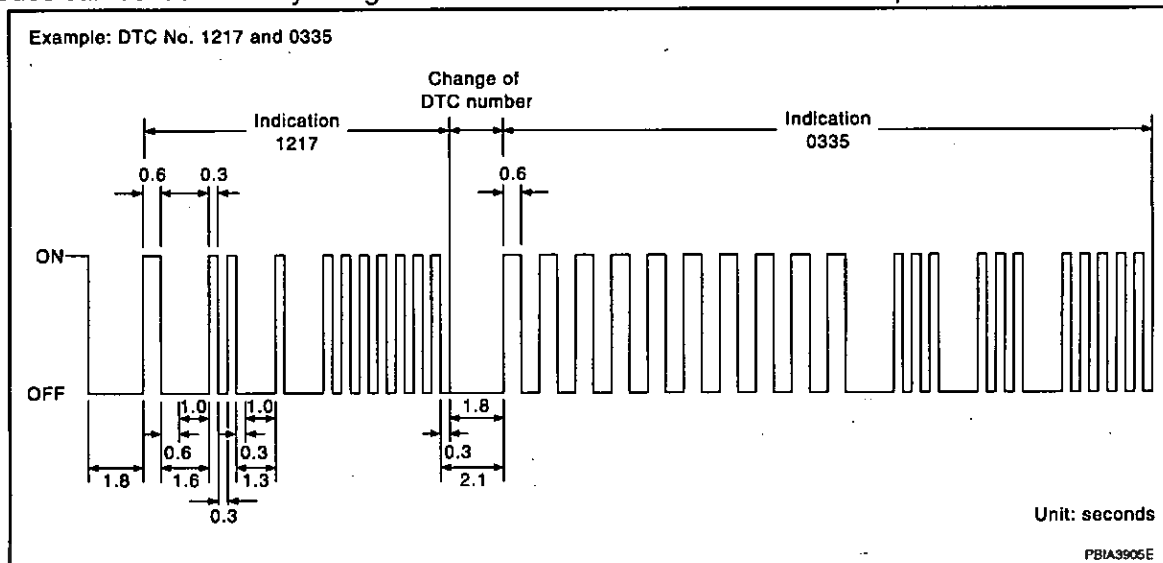 Example: DTC No. 1217 and 0335
Change of
DTC number
Indication
1217
Indication
0335
0.6
0.3
0.6
ON
OFF
1.0
1.0
1.8
0.6
0.3
0.3
1.8
1.6
1.3
2.1
0.3
Unit: seconds
PBIA3905E